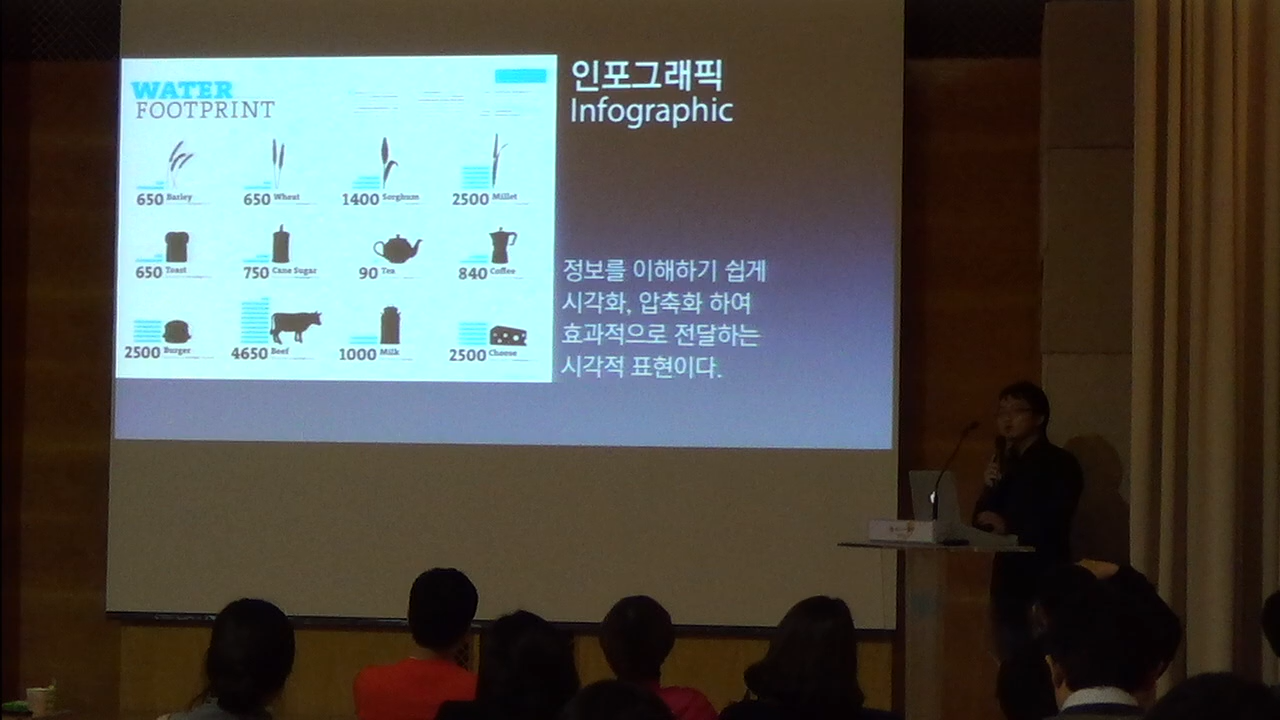 WATER
FOOTPRINT
650 Barley
650 Wheat
1400 Sorghum
2500 Millet
650 Toast
750 Cane Sugar
90 Tea
840 Coffee
2500 Burger
4650 Beef
1000 Milk
2500 Cheese
인포그래픽
Infographic
정보를 이해하기 쉽게
시각화, 압축화 하여
효과적으로 전달하는
시각적 표현이다.